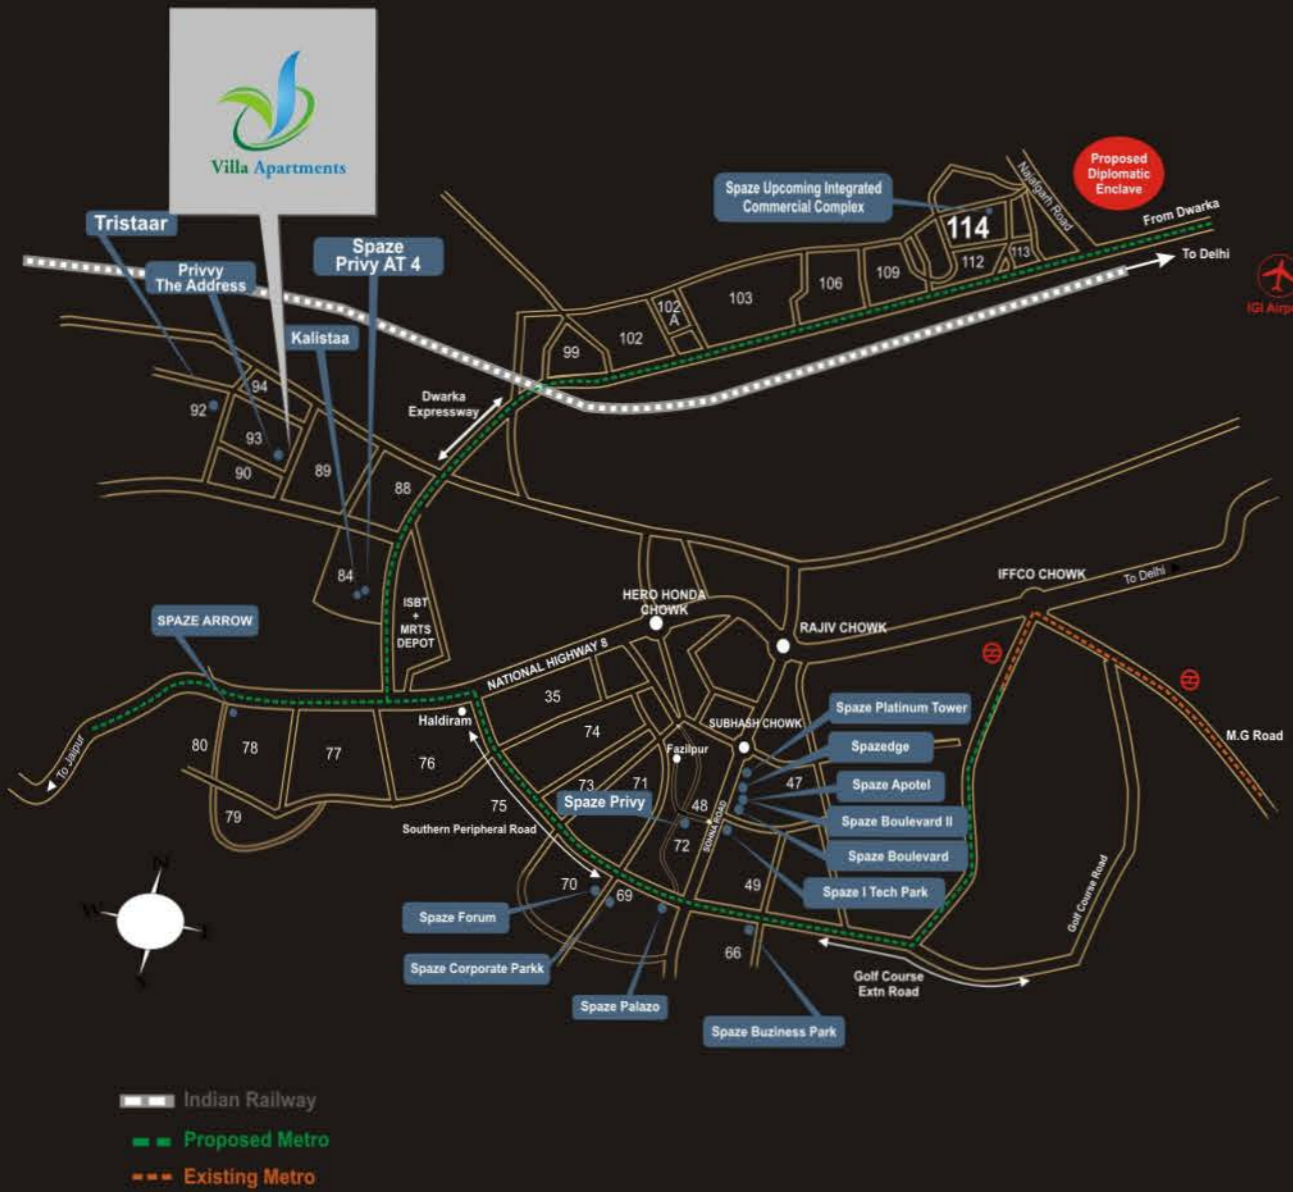 Villa Apartments
Tristaar
Privvy
The Address
Spaze
Privy AT 4
Kalistaa
Spaze Upcoming Integrated
Commercial Complex
Najafgarh Road
Proposed
Diplomatic
Enclave
From Dwarka
To Delhi
114
113
112
109
106
103
102
A
102
99
Dwarka
Expressway
94
92
93
90
89
88
84
ISBT
+
MRTS
DEPOT
SPAZE ARROW
HERO HONDA
CHOWK
RAJIV CHOWK
IFFCO CHOWK
To Delhi
NATIONAL HIGHWAY 8
Haldiram
35
74
73
71
SUBHASH CHOWK
Fazilpur
Spaze Platinum Tower
Spazedge
Spaze Apotel
Spaze Boulevard II
Spaze Boulevard
Spaze I Tech Park
M.G Road
To Jaipur
80
78
77
76
79
75
Southern Peripheral Road
Spaze Privy
48
47
SOHNA ROAD
72
49
70
69
66
Spaze Forum
Spaze Corporate Parkk
Spaze Palazo
Spaze Buziness Park
Golf Course
Extn Road
Golf Course Road
N
W
Indian Railway
Proposed Metro
Existing Metro